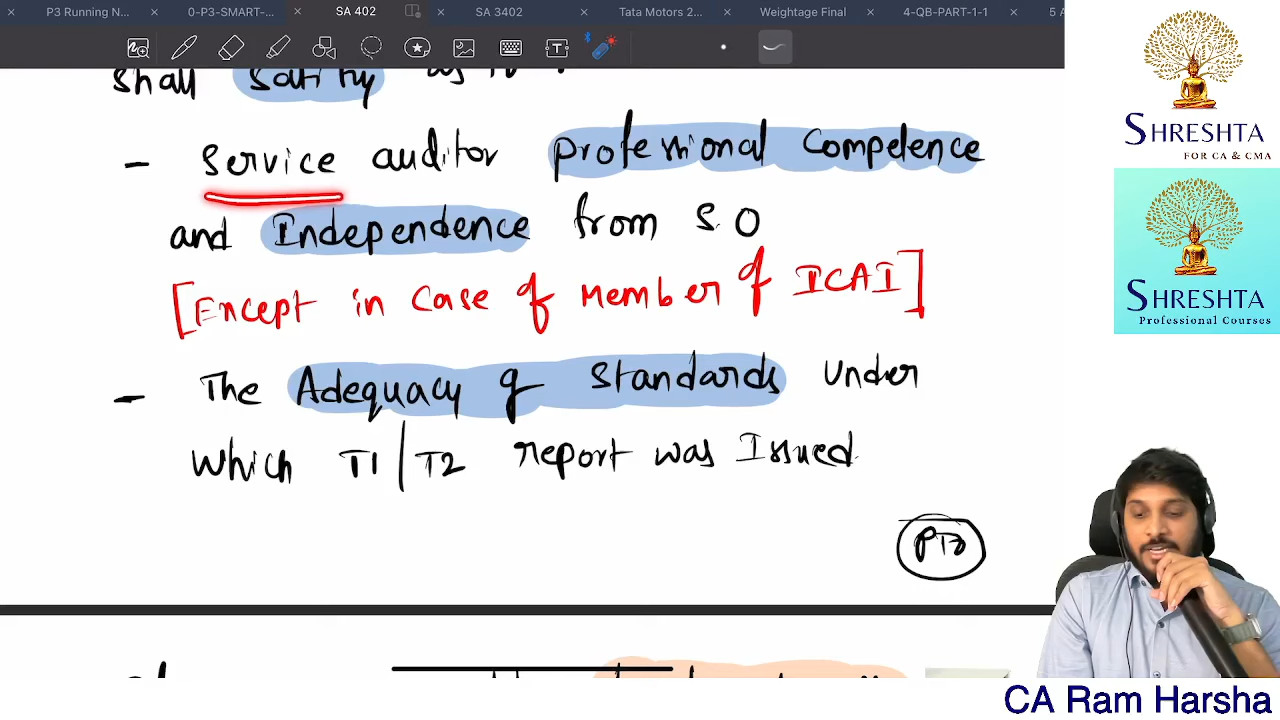 P3 Running N...
0-P3-SMART-...
SA 402
SA 3402
Tata Motors 2...
Weightage Final
4-QB-PART-1-1
5
shall satisfy
- Service auditor professional Competence
and Independence from S.O
[Except in case of member of ICAI]
- The Adequacy of Standards under
which T1/T2 report was Issued
PTO
SHRESHTA
FOR CA & CMA
SHRESHTA
Professional Courses
CA Ram Harsha